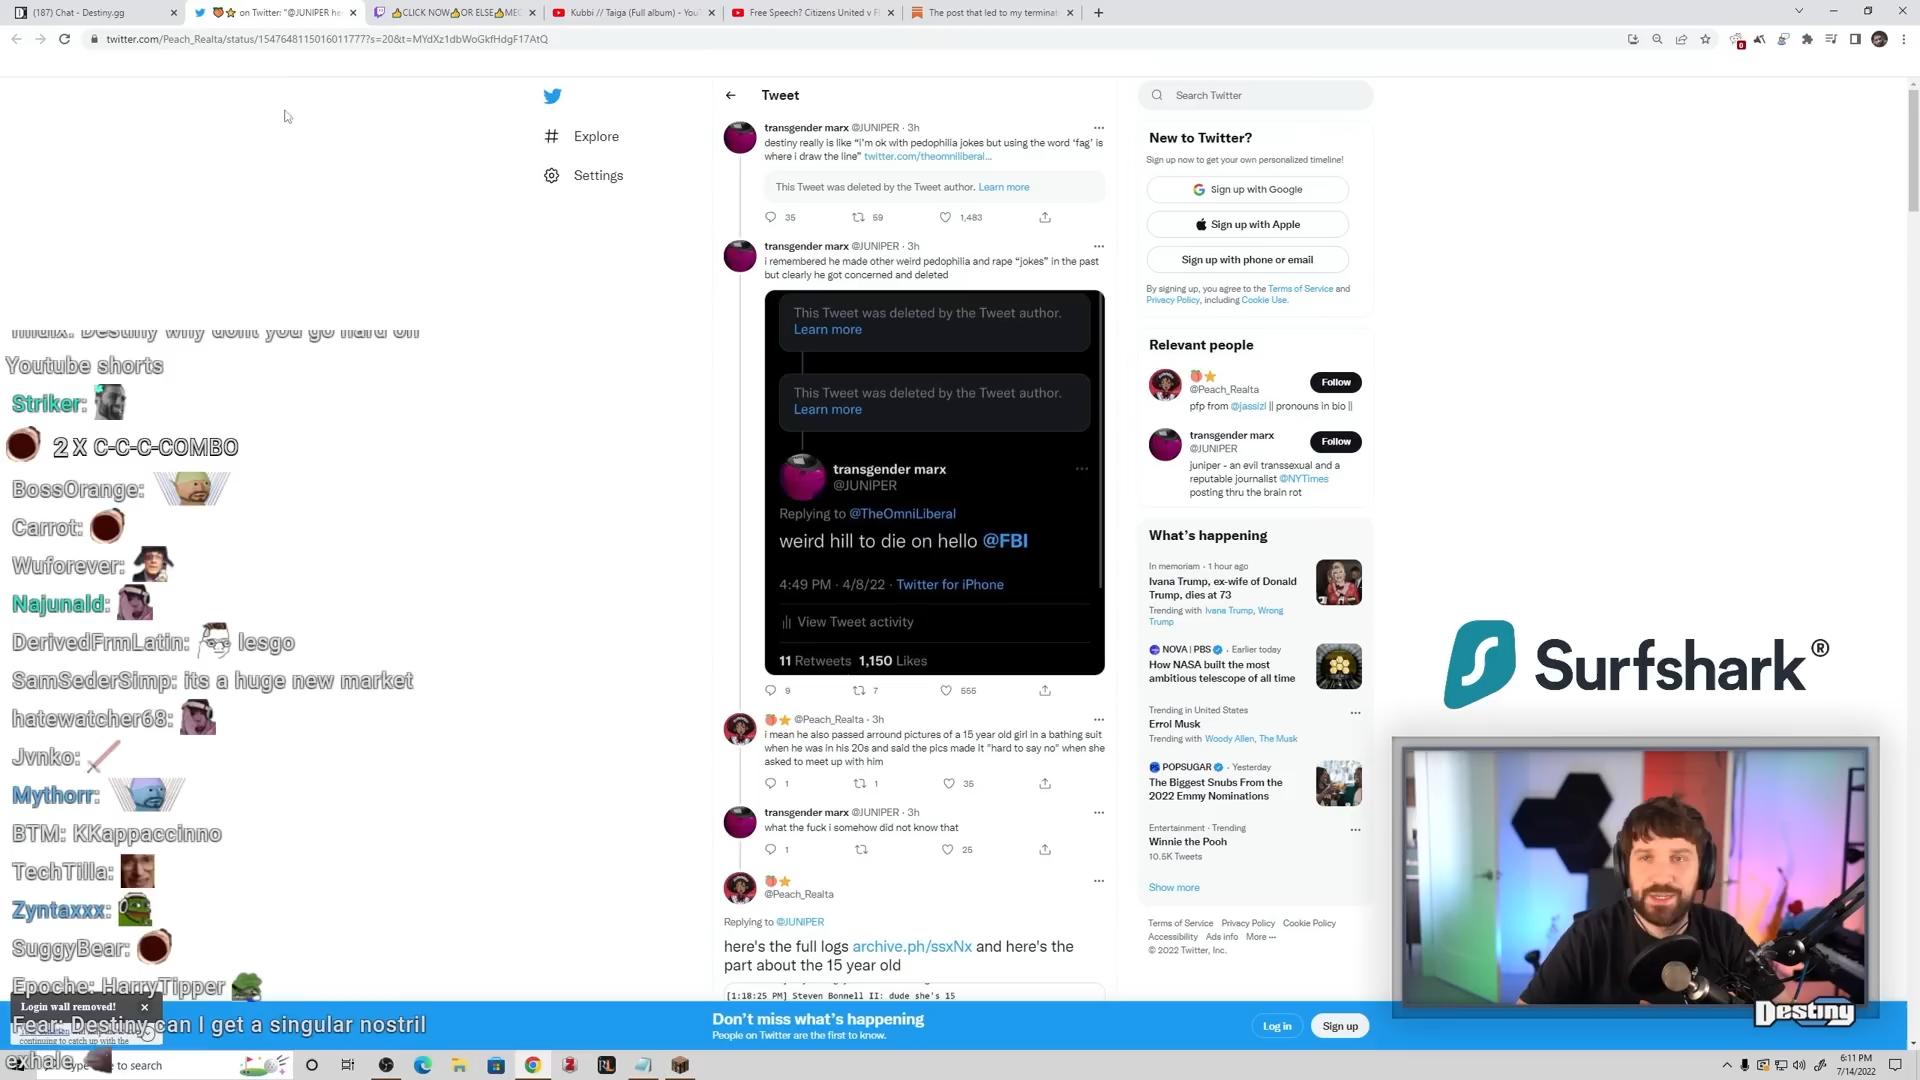 (187) Chat - Destiny.gg
on Twitter: "@JUNIPER he
CLICK NOW OR ELSE MEG
Kubbi // Taiga (Full album) - You
Free Speech? Citizens United v F
The post that led to my termina
twitter.com/Peach_Realta/status/1547648115016011777?s=20&t=MYdXz1dbWoGkfHdgF17AtQ
Explore
Settings
Tweet
transgender marx @JUNIPER · 3h
destiny really is like "i'm ok with pedophilia jokes but using the word 'fag' is
where i draw the line" twitter.com/theomniliberal...
This Tweet was deleted by the Tweet author. Learn more
35 59 1,483
transgender marx @JUNIPER · 3h
i remembered he made other weird pedophilia and rape "jokes" in the past
but clearly he got concerned and deleted
This Tweet was deleted by the Tweet author.
Learn more
This Tweet was deleted by the Tweet author.
Learn more
transgender marx
@JUNIPER
Replying to @TheOmniLiberal
weird hill to die on hello @FBI
4:49 PM · 4/8/22 · Twitter for iPhone
View Tweet activity
11 Retweets 1,150 Likes
9 7 555
@Peach_Realta · 3h
i mean he also passed arround pictures of a 15 year old girl in a bathing suit
when he was in his 20s and said the pics made it "hard to say no" when she
asked to meet up with him
1 1 35
transgender marx @JUNIPER · 3h
what the fuck i somehow did not know that
1 25
@Peach_Realta
Replying to @JUNIPER
here's the full logs archive.ph/ssxNx and here's the
part about the 15 year old
[1:18:25 PM] Steven Bonnell II: dude she's 15
Search Twitter
New to Twitter?
Sign up now to get your own personalized timeline!
Sign up with Google
Sign up with Apple
Sign up with phone or email
By signing up, you agree to the Terms of Service and
Privacy Policy, including Cookie Use.
Relevant people
@Peach_Realta
Follow
pfp from @jassizl || pronouns in bio ||
transgender marx
@JUNIPER
Follow
juniper - an evil transsexual and a
reputable journalist @NYTimes
posting thru the brain rot
What's happening
In memoriam · 1 hour ago
Ivana Trump, ex-wife of Donald
Trump, dies at 73
Trending with Ivana Trump, Wrong
Trump
NOVA | PBS · Earlier today
How NASA built the most
ambitious telescope of all time
Trending in United States
Errol Musk
Trending with Woody Allen, The Musk
POPSUGAR · Yesterday
The Biggest Snubs From the
2022 Emmy Nominations
Entertainment · Trending
Winnie the Pooh
10.5K Tweets
Show more
Terms of Service Privacy Policy Cookie Policy
Accessibility Ads info More ···
© 2022 Twitter, Inc.
Destiny why dont you go hard on
Youtube shorts
Striker:
2 X C-C-C-COMBO
BossOrange:
Carrot:
Wuforever:
Najunald:
DerivedFrmLatin: lesgo
SamSederSimp: its a huge new market
hatewatcher68:
Jvnko:
Mythorr:
BTM: KKappaccinno
TechTilla:
Zyntaxxx:
SuggyBear:
Epoche: HarryTipper
Login wall removed!
Fear: Destiny can I get a singular nostril
continuing to catch up with the
exhale
Don't miss what's happening
People on Twitter are the first to know.
Log in
Sign up
Surfshark®
Destiny
to search
6:11 PM
7/14/2022